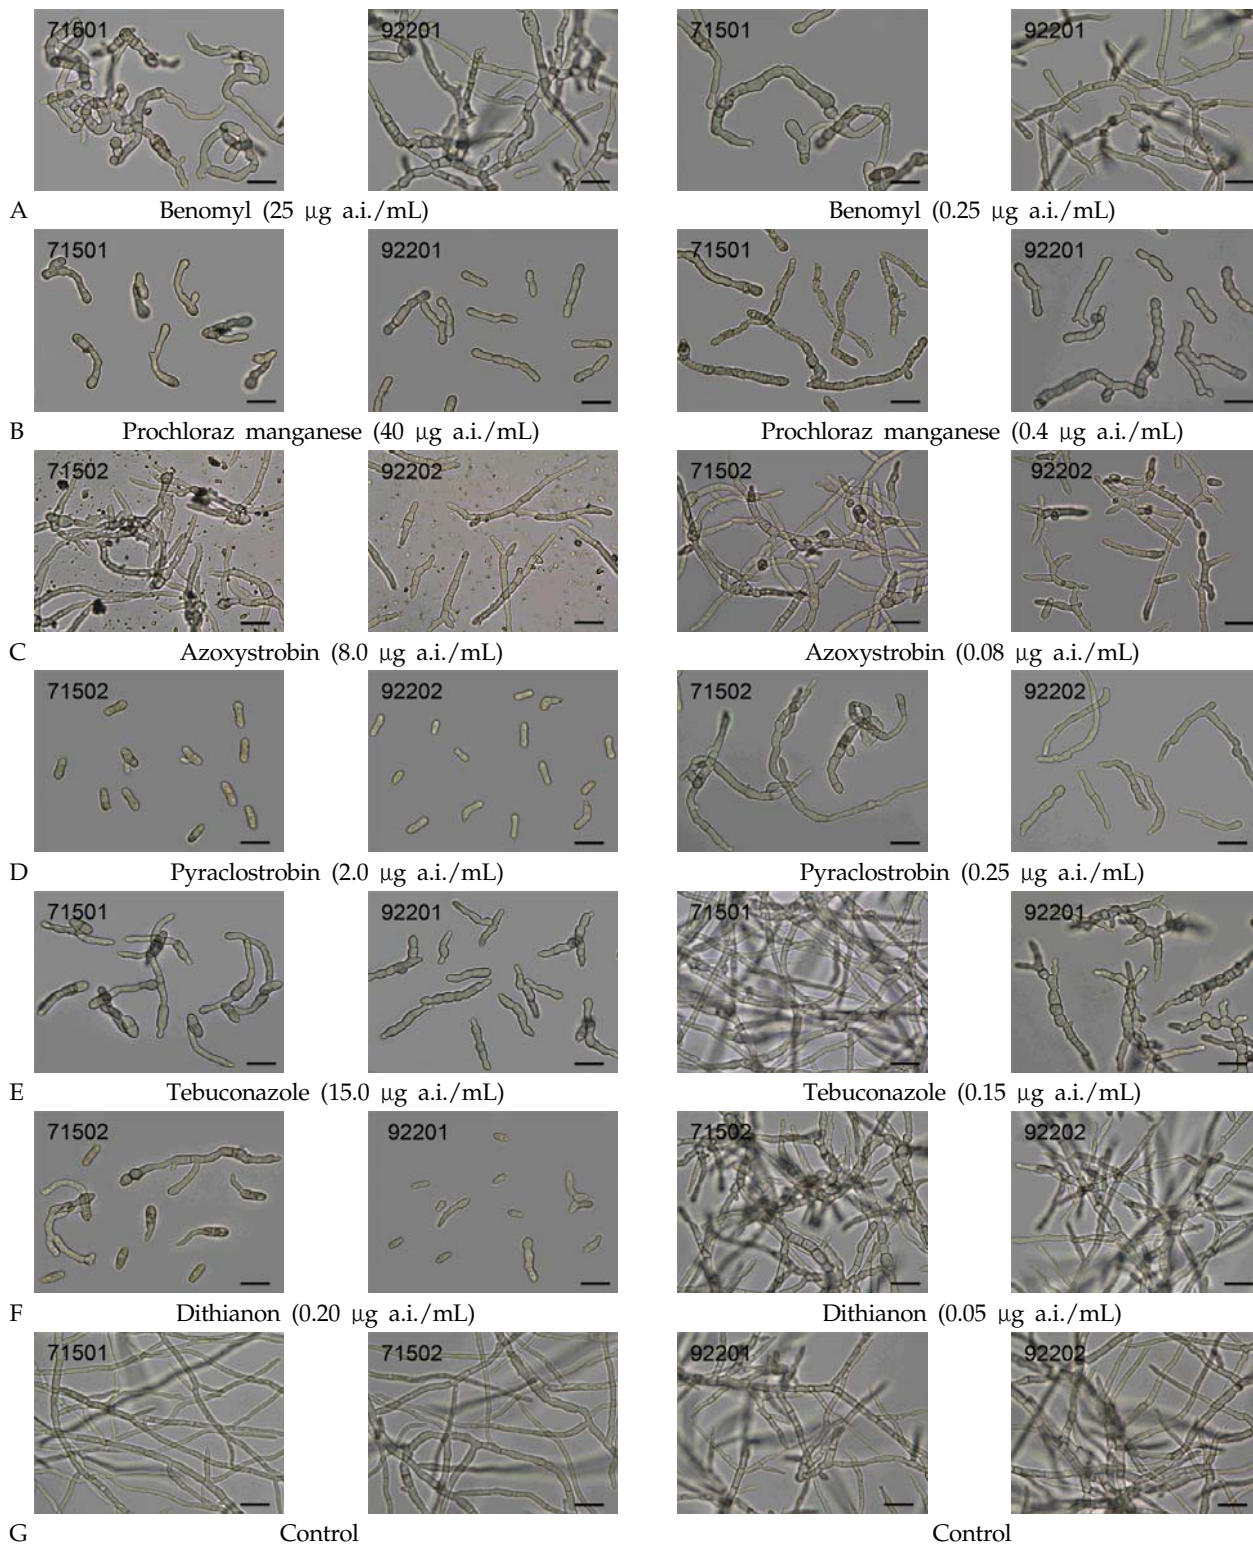 71501 92201 71501 92201
A Benomyl (25 μg a.i./mL) Benomyl (0.25 μg a.i./mL)
71501 92201 71501 92201
B Prochloraz manganese (40 μg a.i./mL) Prochloraz manganese (0.4 μg a.i./mL)
71502 92202 71502 92202
C Azoxystrobin (8.0 μg a.i./mL) Azoxystrobin (0.08 μg a.i./mL)
71502 92202 71502 92202
D Pyraclostrobin (2.0 μg a.i./mL) Pyraclostrobin (0.25 μg a.i./mL)
71501 92201 71501 92201
E Tebuconazole (15.0 μg a.i./mL) Tebuconazole (0.15 μg a.i./mL)
71502 92201 71502 92202
F Dithianon (0.20 μg a.i./mL) Dithianon (0.05 μg a.i./mL)
71501 71502 92201 92202
G Control Control